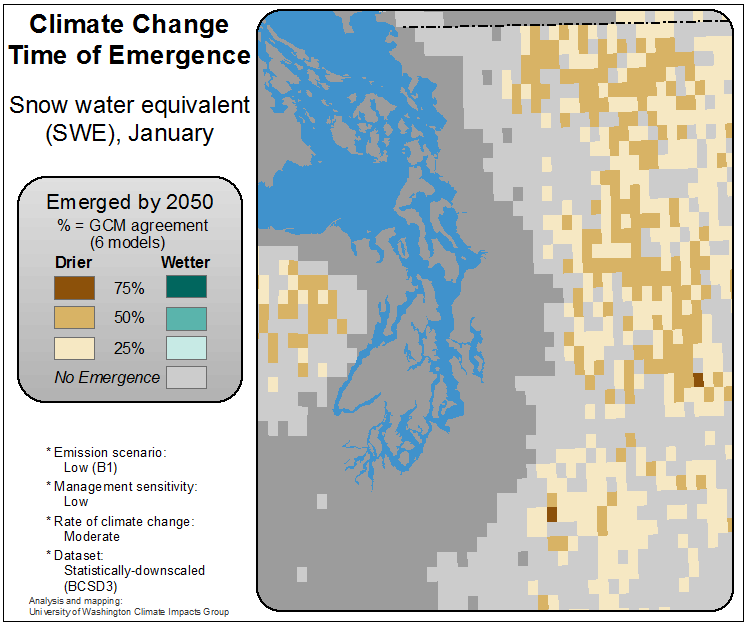 Climate Change
Time of Emergence
Snow water equivalent
(SWE), January
Emerged by 2050
% = GCM agreement
(6 models)
Drier Wetter
75%
50%
25%
No Emergence
* Emission scenario:
Low (B1)
* Management sensitivity:
Low
* Rate of climate change:
Moderate
* Dataset:
Statistically-downscaled
(BCSD3)
Analysis and mapping:
University of Washington Climate Impacts Group